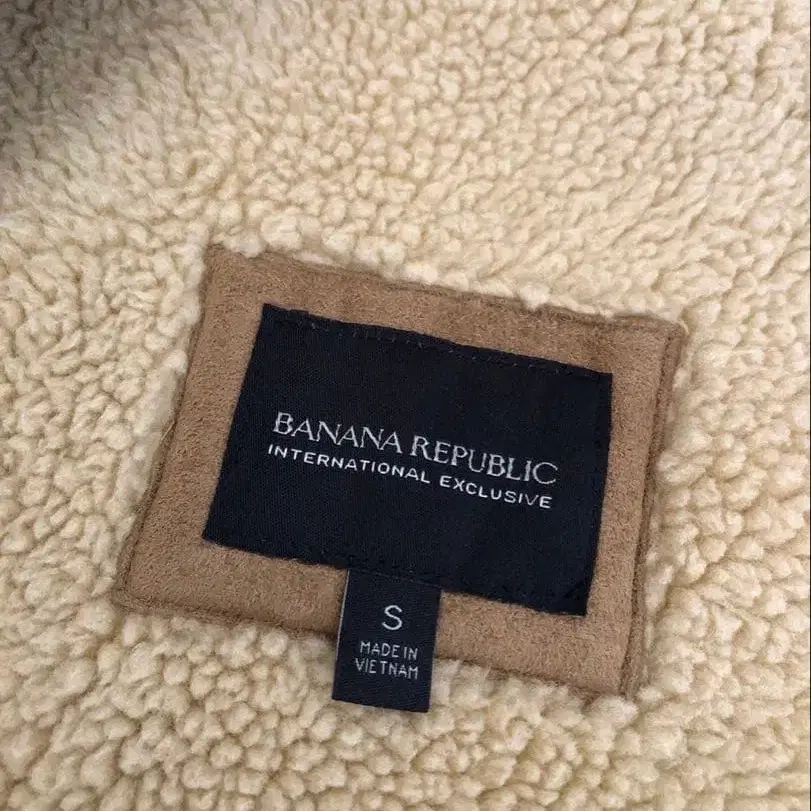 BANANA REPUBLIC
INTERNATIONAL EXCLUSIVE
S
MADE IN
VIETNAM